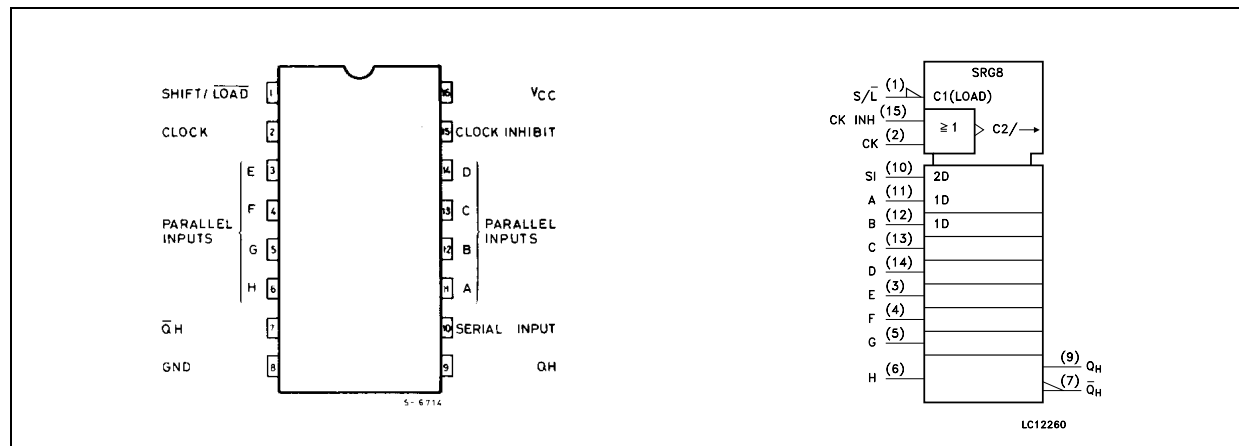 SHIFT/ LOAD 1
CLOCK 2
E 3
F 4
PARALLEL
INPUTS
G 5
H 6
Q̅H 7
GND 8
16 VCC
15 CLOCK INHIBIT
14 D
13 C
PARALLEL
INPUTS
12 B
11 A
10 SERIAL INPUT
9 QH
S-6714
SRG8
S/L̅ (1) C1(LOAD)
CK INH (15) ≧1 C2/→
CK (2)
SI (10) 2D
A (11) 1D
B (12) 1D
C (13)
D (14)
E (3)
F (4)
G (5)
H (6)
(9) QH
(7) Q̅H
LC12260